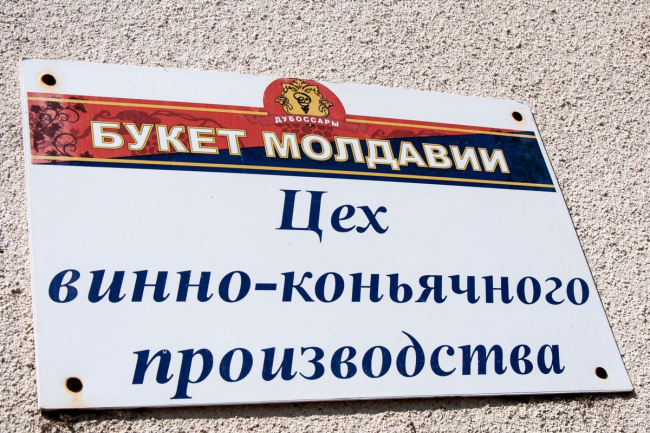 ДУБОССАРЫ
БУКЕТ МОЛДАВИИ
Цех
винно-коньячного
производства